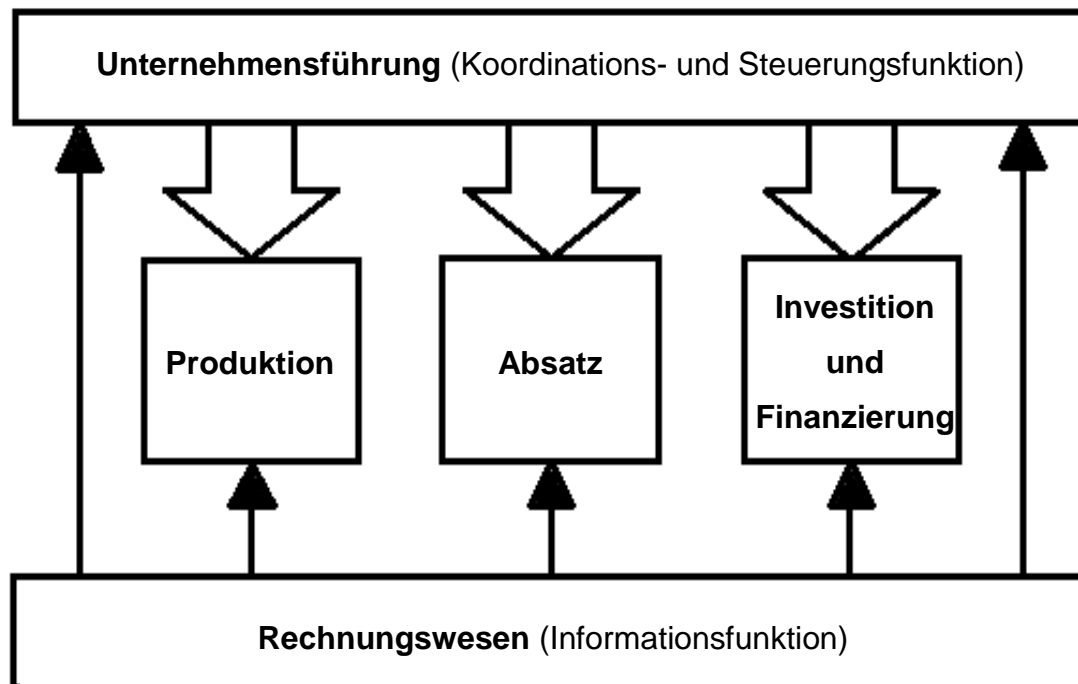 Unternehmensführung (Koordinations- und Steuerungsfunktion)
Produktion
Absatz
Investition
und
Finanzierung
Rechnungswesen (Informationsfunktion)